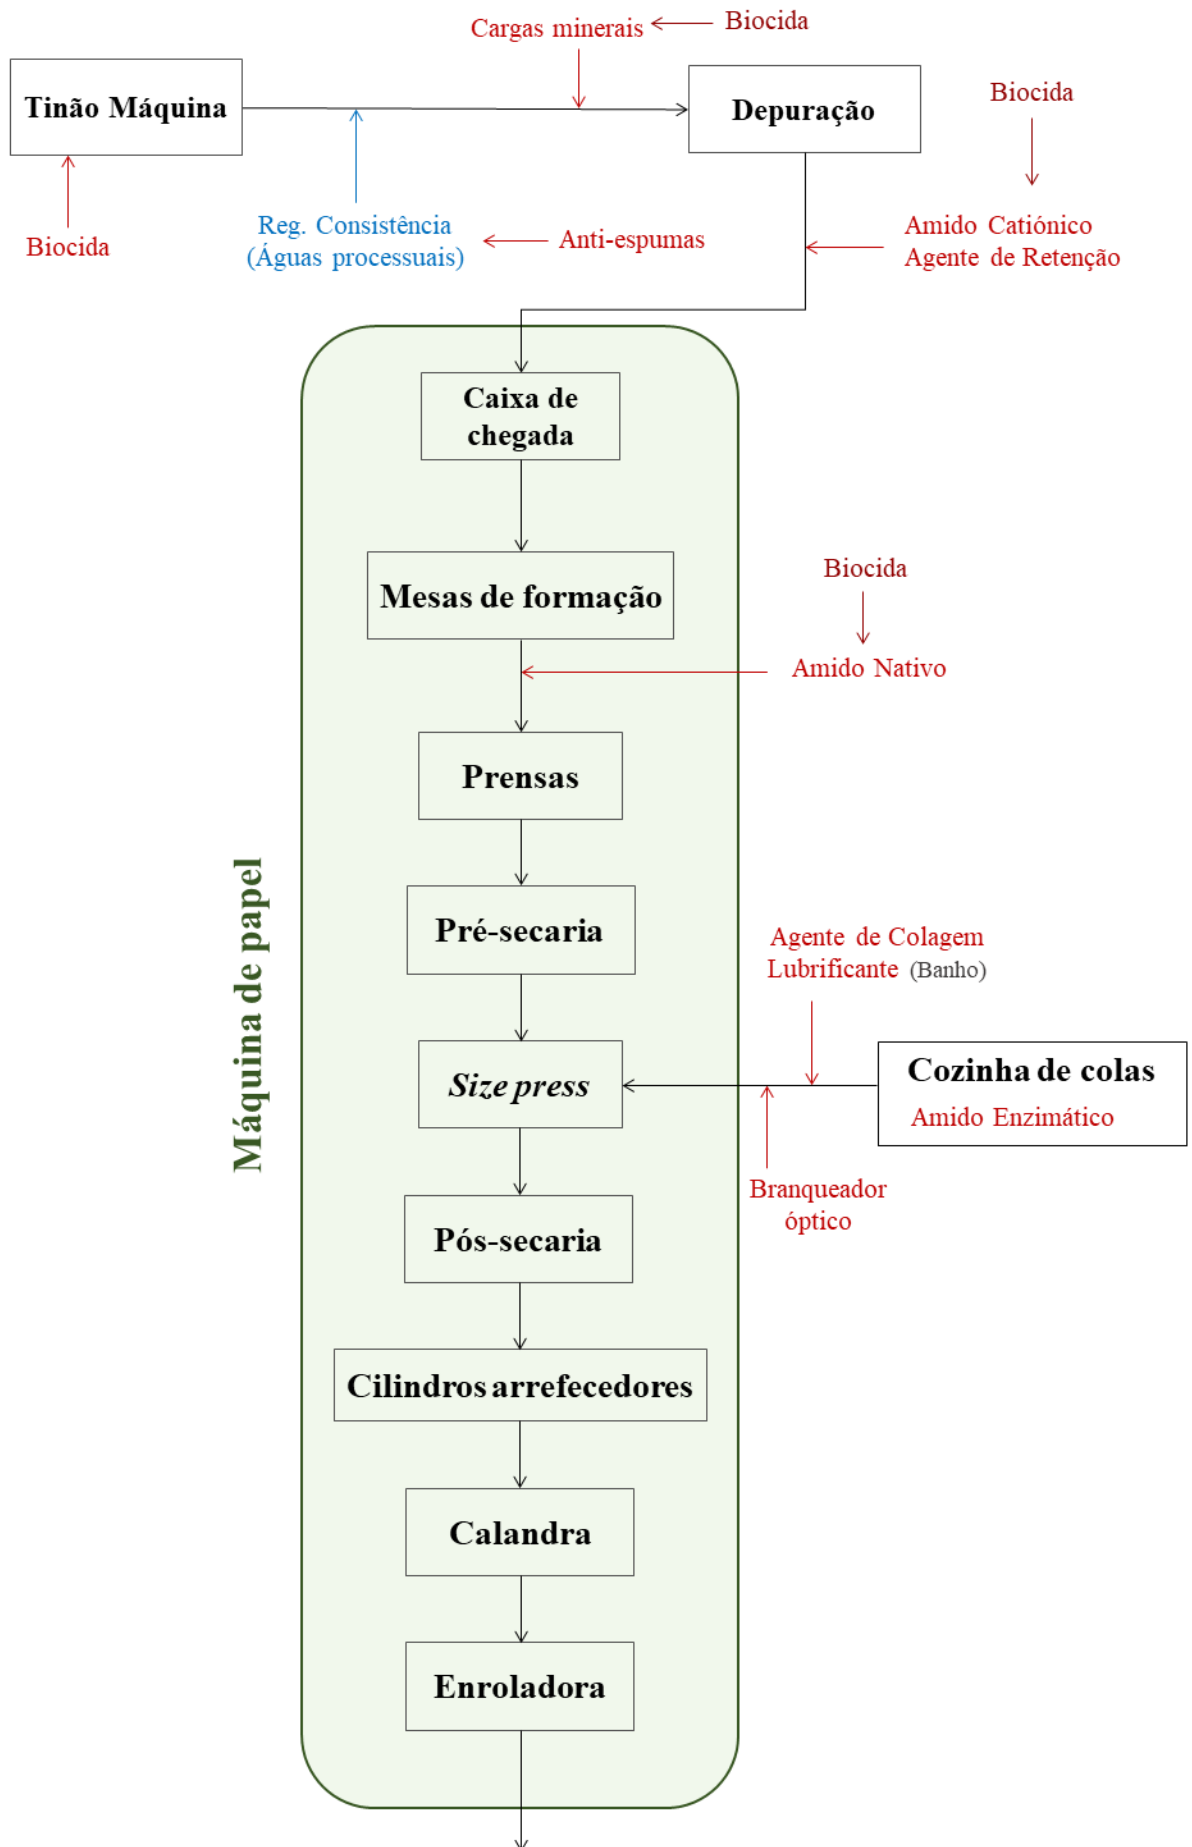 Cargas minerais
Biocida
Tinão Máquina
Depuração
Biocida
Biocida
Reg. Consistência
(Águas processuais)
Anti-espumas
Amido Catiónico
Agente de Retenção
Caixa de
chegada
Mesas de formação
Biocida
Amido Nativo
Prensas
Máquina de papel
Pré-secaria
Agente de Colagem
Lubrificante (Banho)
Size press
Cozinha de colas
Amido Enzimático
Branqueador
óptico
Pós-secaria
Cilindros arrefecedores
Calandra
Enroladora